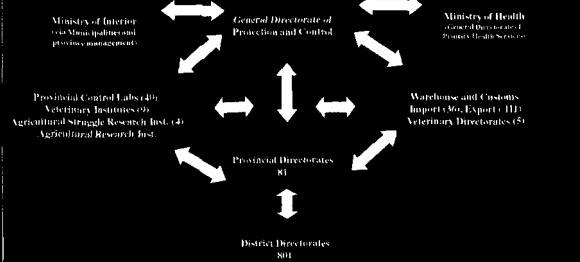 Ministry of Interior
(via Municipalities and
province management)
General Directorate of
Protection and Control
Ministry of Health
(General Directorate of
Primary Health Services)
Provincial Control Labs (40)
Veterinary Institutes (9)
Agricultural Struggle Research Inst. (4)
Agricultural Research Inst.
Warehouse and Customs
Import (36), Export (111)
Veterinary Directorates (5)
Provincial Directorates
81
District Directorates
801